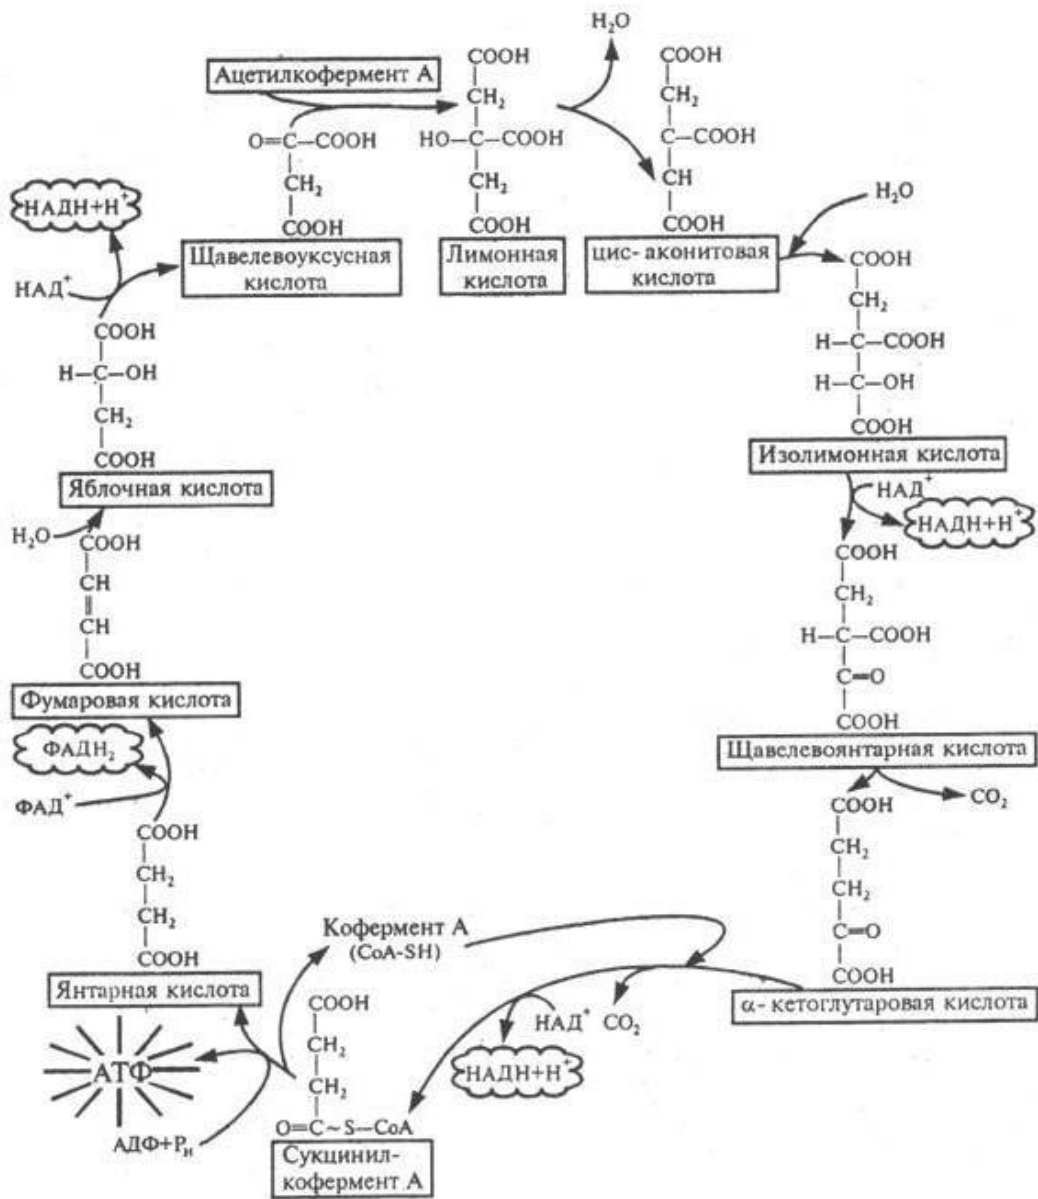 Ацетилкофермент А
O=C—COOH
CH₂
COOH
Щавелевоуксусная
кислота
COOH
CH₂
HO—C—COOH
CH₂
COOH
Лимонная
кислота
H₂O
COOH
CH₂
C—COOH
CH
COOH
цис- аконитовая
кислота
H₂O
COOH
CH₂
H—C—COOH
H—C—OH
COOH
Изолимонная кислота
НАД⁺
НАДН+Н⁺
COOH
CH₂
H—C—COOH
C=O
COOH
Щавелевоянтарная кислота
CO₂
COOH
CH₂
CH₂
C=O
COOH
α- кетоглутаровая кислота
Кофермент А
(CoA-SH)
НАД⁺
CO₂
НАДН+Н⁺
COOH
CH₂
CH₂
O=C~S—CoA
Сукцинил-
кофермент А
АДФ+Pн
АТФ
Янтарная кислота
COOH
CH₂
CH₂
COOH
ФАД⁺
ФАДН₂
Фумаровая кислота
COOH
CH
CH
COOH
H₂O
Яблочная кислота
COOH
CH₂
H—C—OH
COOH
НАД⁺
НАДН+Н⁺